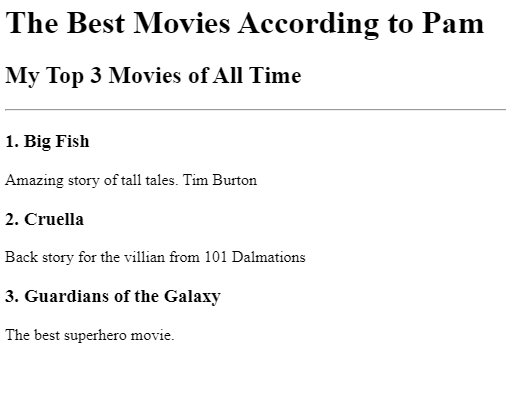 The Best Movies According to Pam
My Top 3 Movies of All Time
1. Big Fish
Amazing story of tall tales. Tim Burton
2. Cruella
Back story for the villian from 101 Dalmations
3. Guardians of the Galaxy
The best superhero movie.